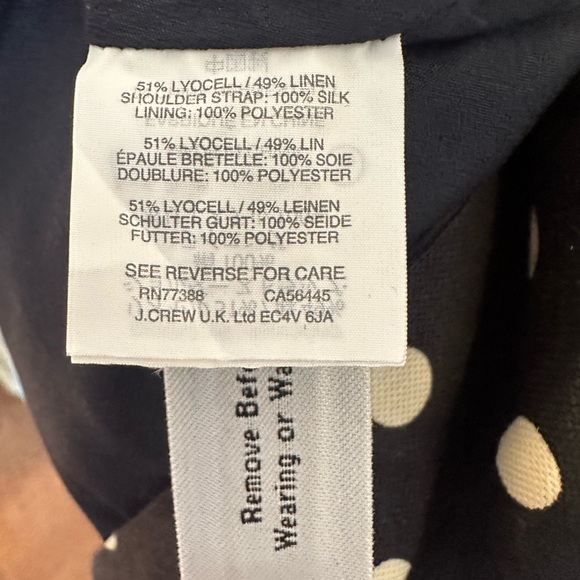 51% LYOCELL / 49% LINEN
SHOULDER STRAP: 100% SILK
LINING: 100% POLYESTER
51% LYOCELL / 49% LIN
ÉPAULE BRETELLE: 100% SOIE
DOUBLURE: 100% POLYESTER
51% LYOCELL / 49% LEINEN
SCHULTER GURT: 100% SEIDE
FUTTER: 100% POLYESTER
SEE REVERSE FOR CARE
RN77388 CA56445
J.CREW U.K. Ltd EC4V 6JA
Remove
Wearing or